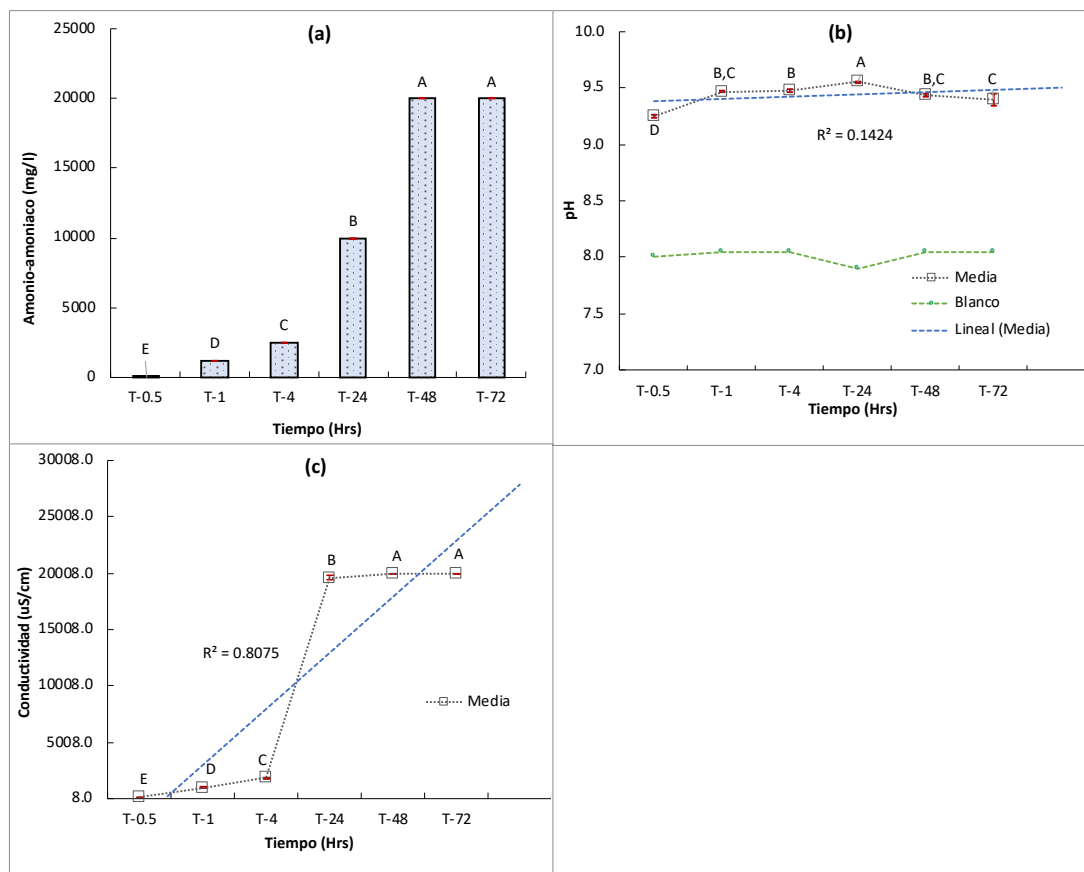 (a)
25000
20000
15000
10000
5000
0
Amonio-amoniaco (mg/l)
E
D
C
B
A
A
T-0.5 T-1 T-4 T-24 T-48 T-72
Tiempo (Hrs)
(b)
10.0
9.5
9.0
8.5
8.0
7.5
7.0
pH
D
B,C
B
A
B,C
C
R² = 0.1424
Media
Blanco
Lineal (Media)
T-0.5 T-1 T-4 T-24 T-48 T-72
Tiempo (Hrs)
(c)
30008.0
25008.0
20008.0
15008.0
10008.0
5008.0
8.0
Conductividad (uS/cm)
E
D
C
B
A
A
R² = 0.8075
Media
T-0.5 T-1 T-4 T-24 T-48 T-72
Tiempo (Hrs)